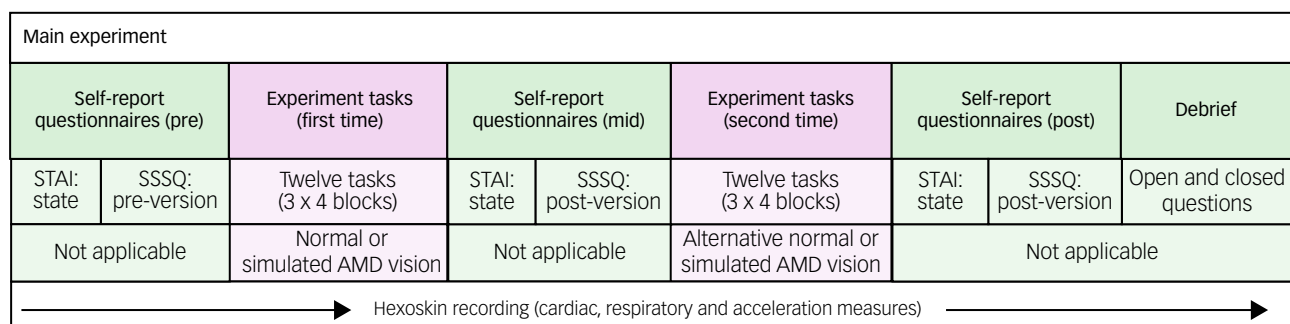 Main experiment
Self-report
questionnaires (pre)
Experiment tasks
(first time)
Self-report
questionnaires (mid)
Experiment tasks
(second time)
Self-report
questionnaires (post)
Debrief
STAI:
state
SSSQ:
pre-version
Twelve tasks
(3 x 4 blocks)
STAI:
state
SSSQ:
post-version
Twelve tasks
(3 x 4 blocks)
STAI:
state
SSSQ:
post-version
Open and closed
questions
Not applicable
Normal or
simulated AMD vision
Not applicable
Alternative normal or
simulated AMD vision
Not applicable
Hexoskin recording (cardiac, respiratory and acceleration measures)